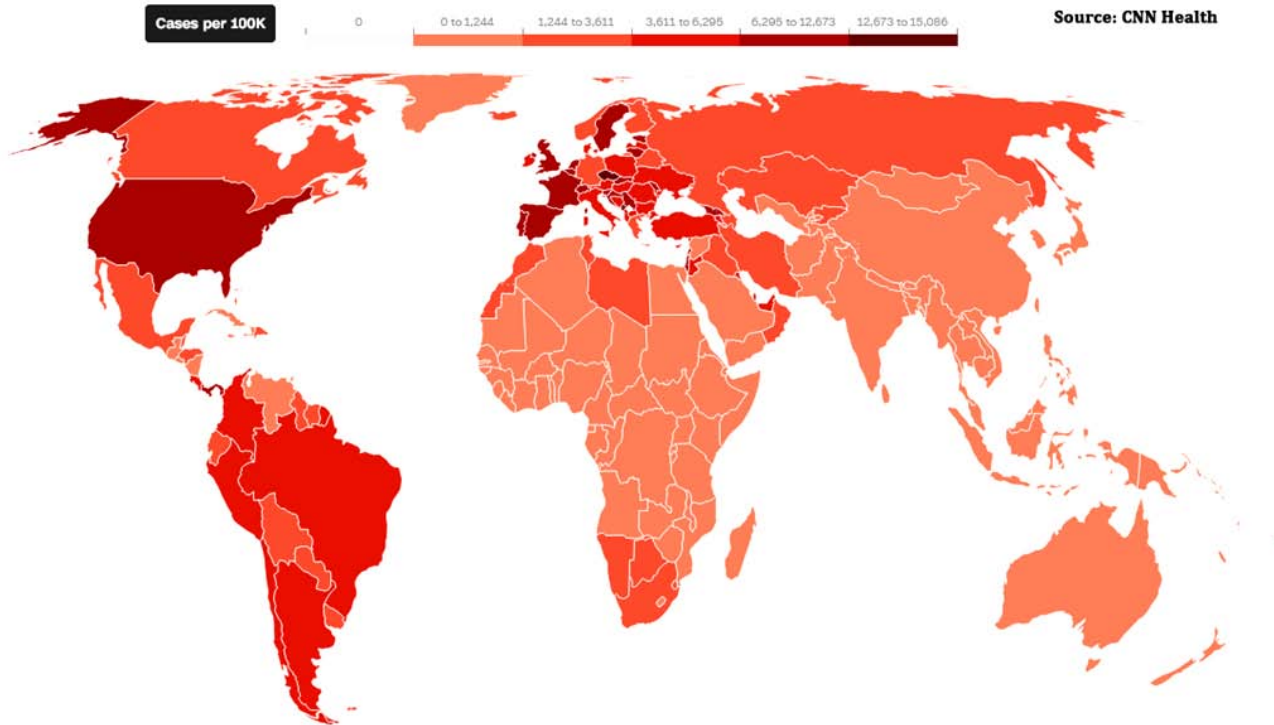 Cases per 100K
0
0 to 1,244
1,244 to 3,611
3,611 to 6,295
6,295 to 12,673
12,673 to 15,086
Source: CNN Health